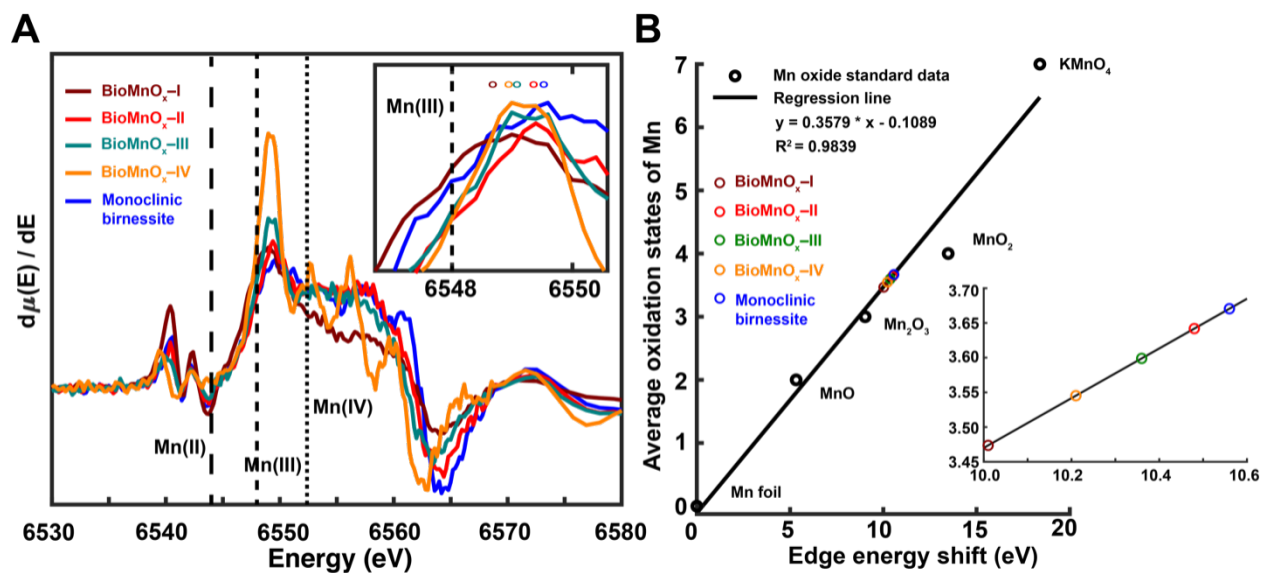 A
BioMnOx–I
BioMnOx–II
BioMnOx–III
BioMnOx–IV
Monoclinic
birnessite
Mn(III)
6548
6550
Mn(II)
Mn(III)
Mn(IV)
dμ(E) / dE
6530
6540
6550
6560
6570
6580
Energy (eV)
B
Average oxidation states of Mn
7
6
5
4
3
2
1
0
Mn oxide standard data
Regression line
y = 0.3579 * x - 0.1089
R² = 0.9839
BioMnOx–I
BioMnOx–II
BioMnOx–III
BioMnOx–IV
Monoclinic
birnessite
KMnO₄
MnO₂
Mn₂O₃
MnO
Mn foil
3.70
3.65
3.60
3.50
3.45
10.0
10.2
10.4
10.6
0
5
10
15
20
Edge energy shift (eV)